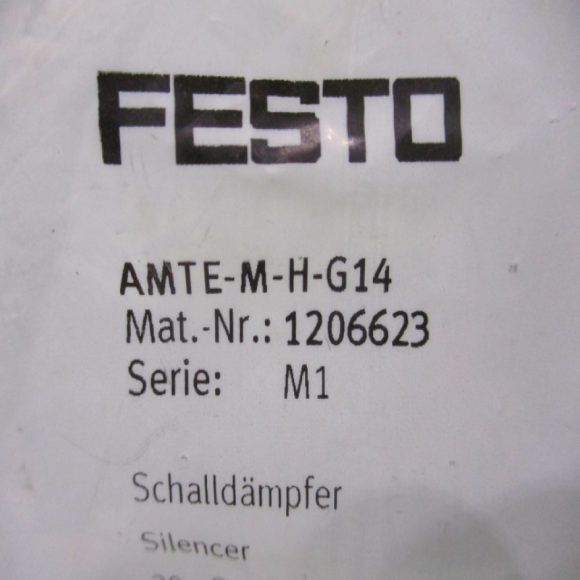 FESTO
AMTE-M-H-G14
Mat.-Nr.: 1206623
Serie: M1
Schalldämpfer
Silencer